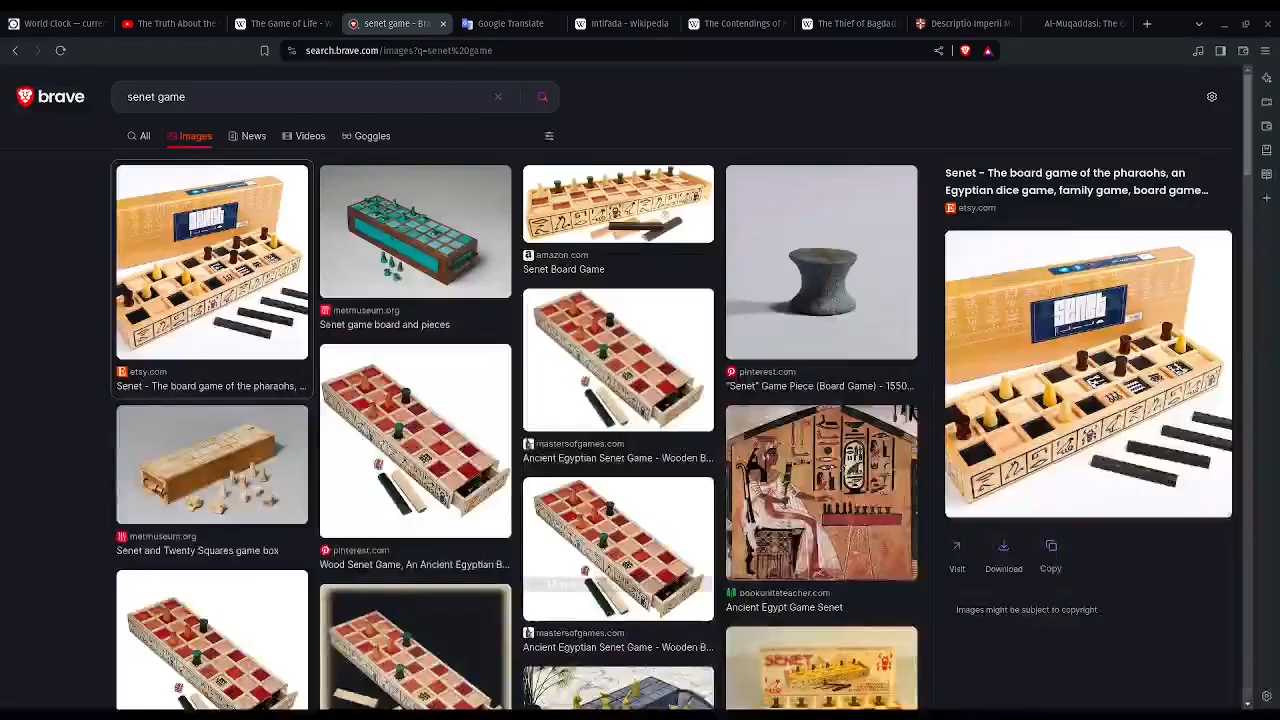 World Clock — curren
The Truth About the
The Game of Life - W
senet game - Bra
Google Translate
Intifada - Wikipedia
The Contendings of H
The Thief of Bagdad
Descriptio Imperii M
Al-Muqaddasi: The G
search.brave.com/images?q=senet%20game
brave
senet game
All
Images
News
Videos
Goggles
etsy.com
Senet - The board game of the pharaohs, ...
metmuseum.org
Senet and Twenty Squares game box
metmuseum.org
Senet game board and pieces
pinterest.com
Wood Senet Game, An Ancient Egyptian B...
amazon.com
Senet Board Game
mastersofgames.com
Ancient Egyptian Senet Game - Wooden B...
mastersofgames.com
Ancient Egyptian Senet Game - Wooden B...
pinterest.com
"Senet" Game Piece (Board Game) - 1550...
bookunitsteacher.com
Ancient Egypt Game Senet
SENET
Senet - The board game of the pharaohs, an
Egyptian dice game, family game, board game...
etsy.com
Visit
Download
Copy
Images might be subject to copyright